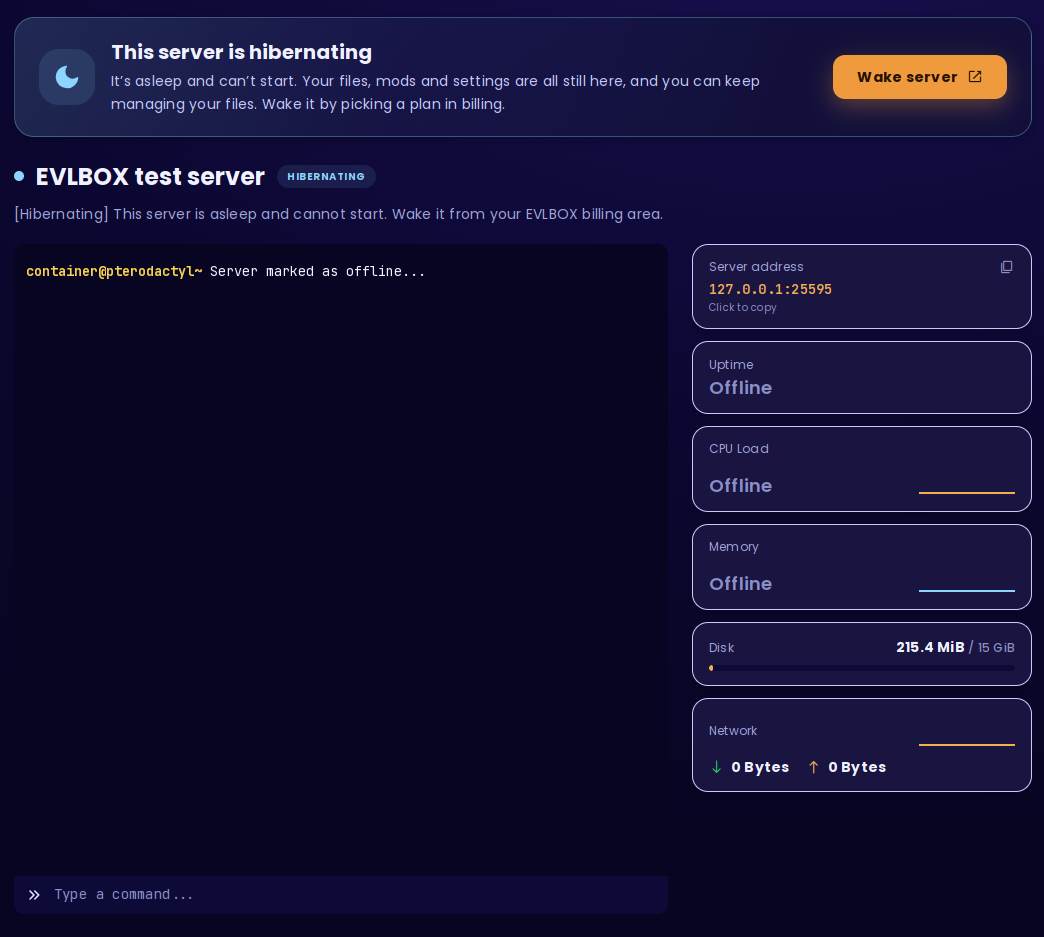 This server is hibernating
It's asleep and can't start. Your files, mods and settings are all still here, and you can keep
managing your files. Wake it by picking a plan in billing.
Wake server
EVLBOX test server HIBERNATING
[Hibernating] This server is asleep and cannot start. Wake it from your EVLBOX billing area.
container@pterodactyl~ Server marked as offline...
Type a command...
Server address
127.0.0.1:25595
Click to copy
Uptime
Offline
CPU Load
Offline
Memory
Offline
Disk 215.4 MiB / 15 GiB
Network
↓ 0 Bytes ↑ 0 Bytes